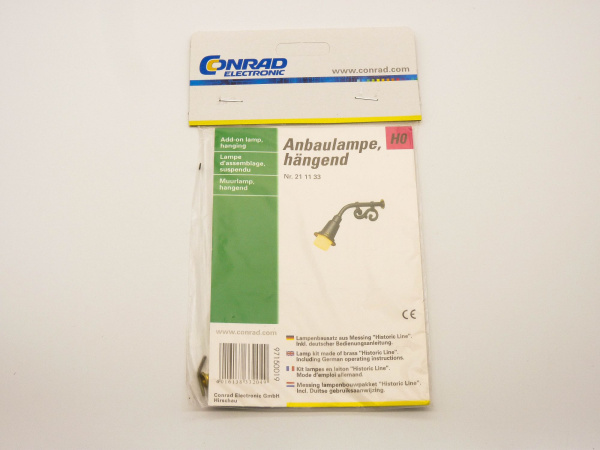 CONRAD
ELECTRONIC
www.conrad.com
Add-on lamp,
hanging
Lampe
d'assemblage,
suspendu
Muurlamp,
hangend
Anbaulampe,
hängend
H0
Nr. 21 11 33
CE
www.conrad.com
97150019
Conrad Electronic GmbH
Hirschau
Lampenbausatz aus Messing "Historic Line".
Inkl. deutscher Bedienungsanleitung.
Lamp kit made of brass "Historic Line".
Including German operating instructions.
Kit lampes en laiton "Historic Line".
Mode d'emploi allemand.
Messing lampenbouwpakket "Historic Line".
Incl. Duitse gebruiksaanwijzing.